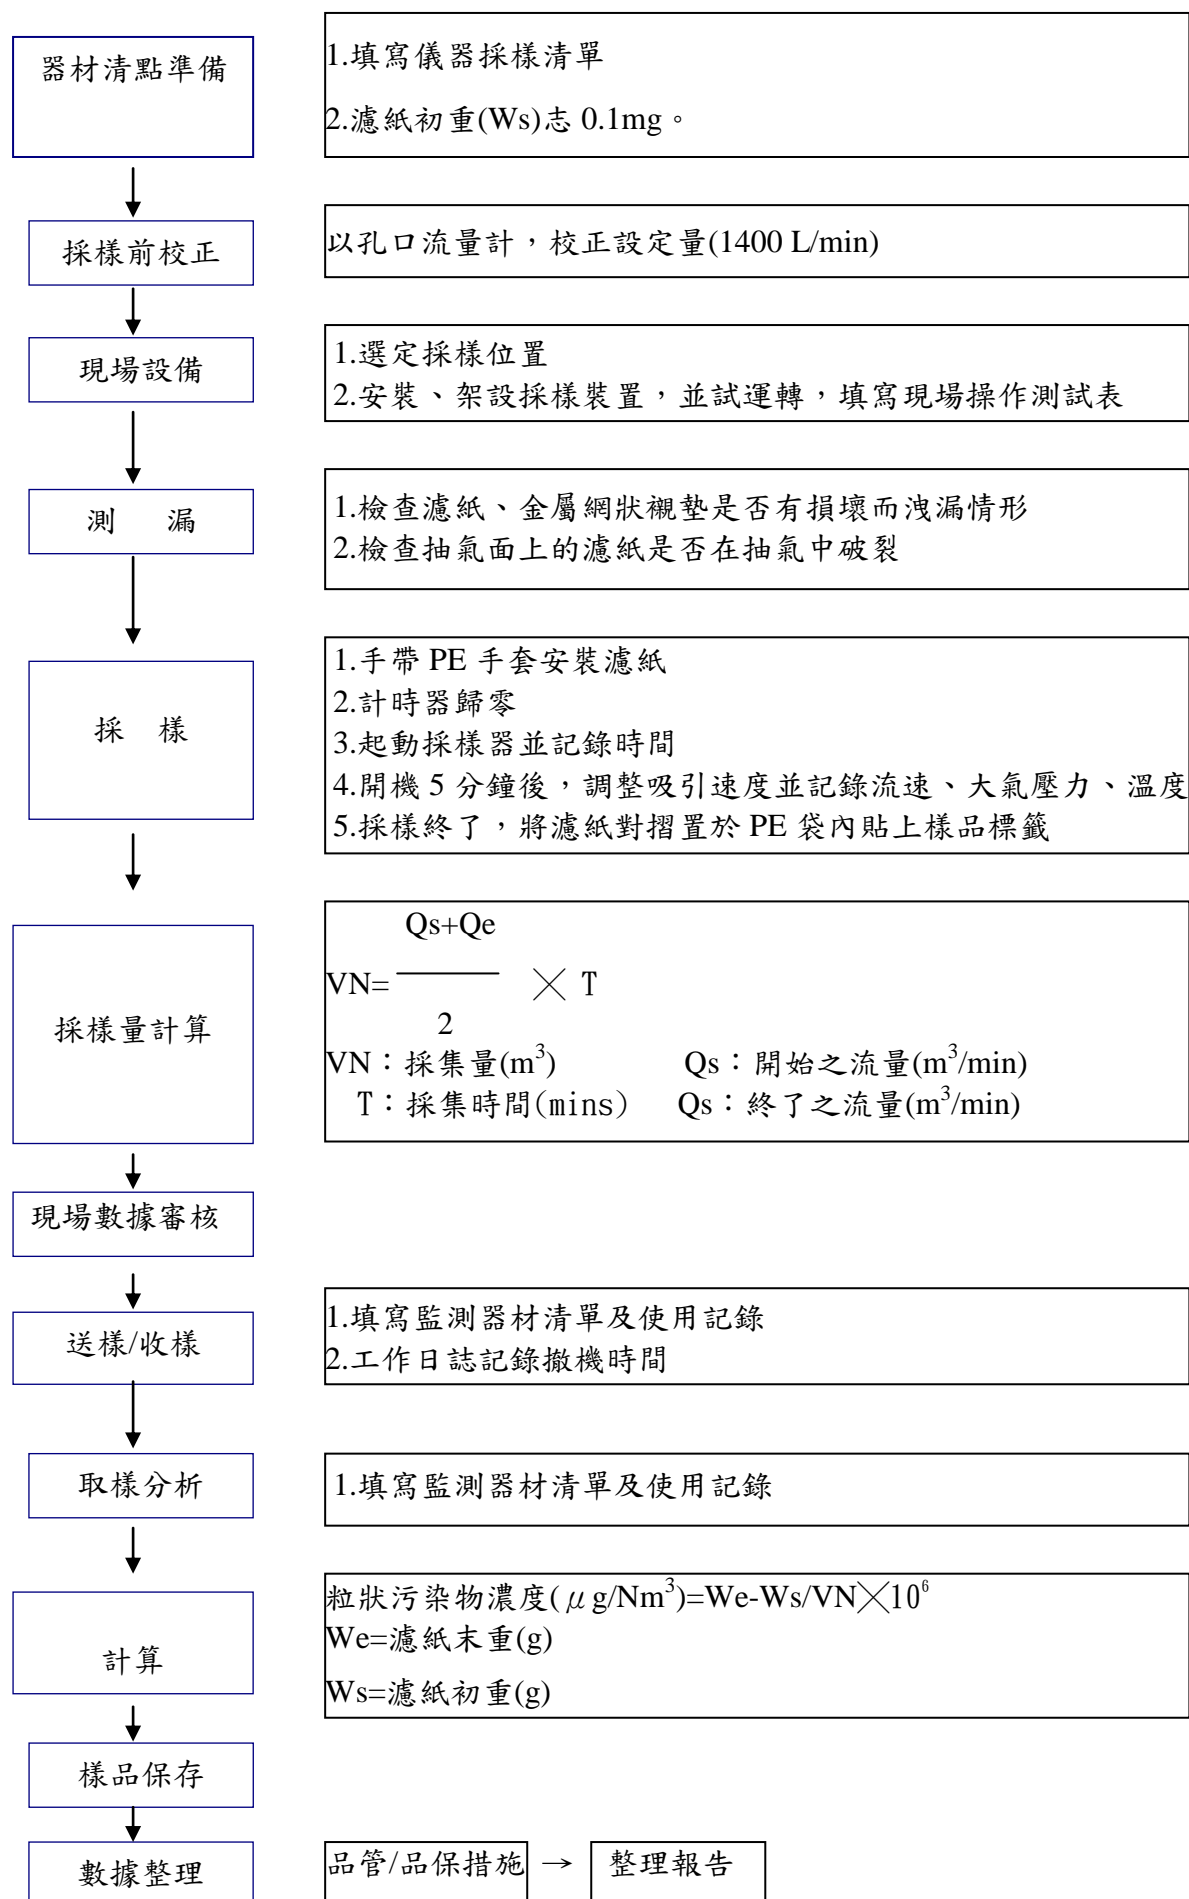 器材清點準備
1.填寫儀器採樣清單
2.濾紙初重(Ws)志 0.1mg。
採樣前校正
以孔口流量計，校正設定量(1400 L/min)
現場設備
1.選定採樣位置
2.安裝、架設採樣裝置，並試運轉，填寫現場操作測試表
測 漏
1.檢查濾紙、金屬網狀襯墊是否有損壞而洩漏情形
2.檢查抽氣面上的濾紙是否在抽氣中破裂
採 樣
1.手帶 PE 手套安裝濾紙
2.計時器歸零
3.起動採樣器並記錄時間
4.開機 5 分鐘後，調整吸引速度並記錄流速、大氣壓力、溫度
5.採樣終了，將濾紙對摺置於 PE 袋內貼上樣品標籤
採樣量計算
Qs+Qe
VN= ╳ T
2
VN：採集量(m³) Qs：開始之流量(m³/min)
T：採集時間(mins) Qs：終了之流量(m³/min)
現場數據審核
送樣/收樣
1.填寫監測器材清單及使用記錄
2.工作日誌記錄撤機時間
取樣分析
1.填寫監測器材清單及使用記錄
計算
粒狀污染物濃度(μg/Nm³)=We-Ws/VN╳10⁶
We=濾紙末重(g)
Ws=濾紙初重(g)
樣品保存
數據整理
品管/品保措施 → 整理報告